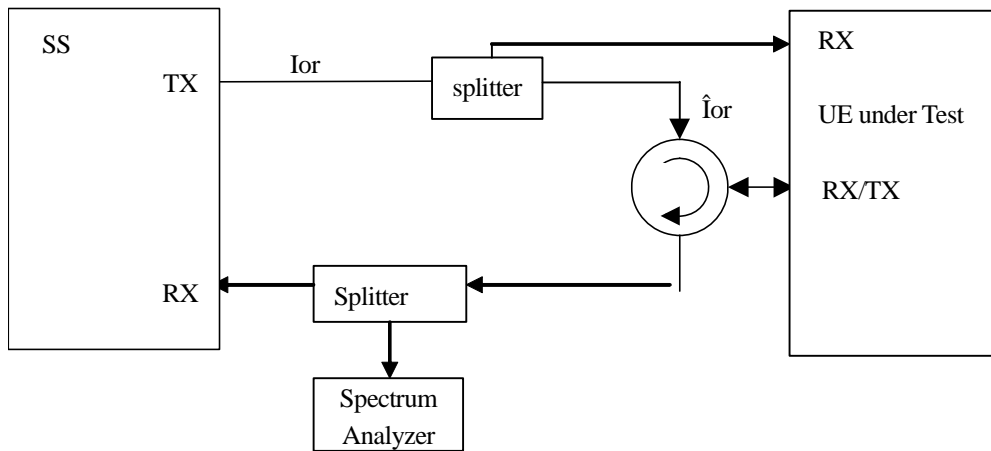 SS
RX
Ior
TX
splitter
Îor
UE under Test
RX/TX
RX
Splitter
Spectrum
Analyzer